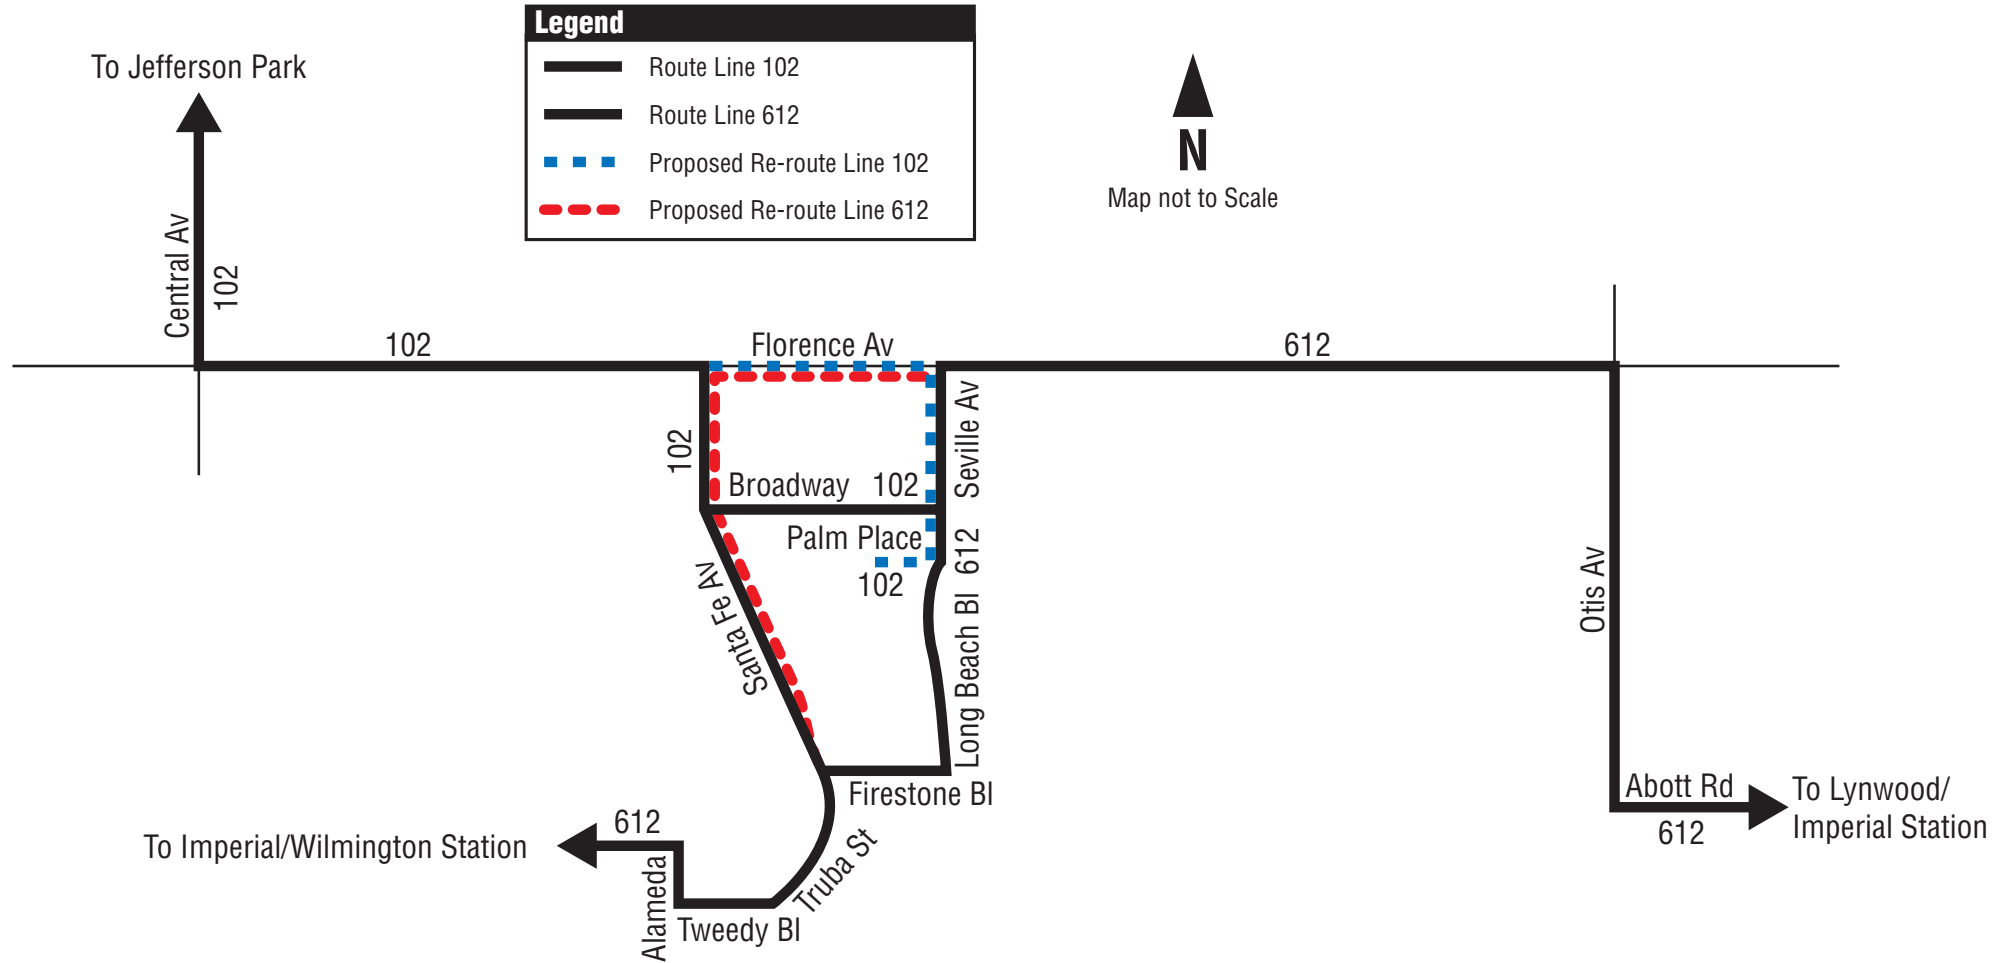 Legend
Route Line 102
Route Line 612
Proposed Re-route Line 102
Proposed Re-route Line 612
To Jefferson Park
N
Map not to Scale
Central Av
102
102
Florence Av
612
102
Seville Av
Broadway 102
Palm Place
102
612
Santa Fe Av
Long Beach Bl
Otis Av
Firestone Bl
Abott Rd
612
To Lynwood/
Imperial Station
To Imperial/Wilmington Station
612
Truba St
Alameda
Tweedy Bl